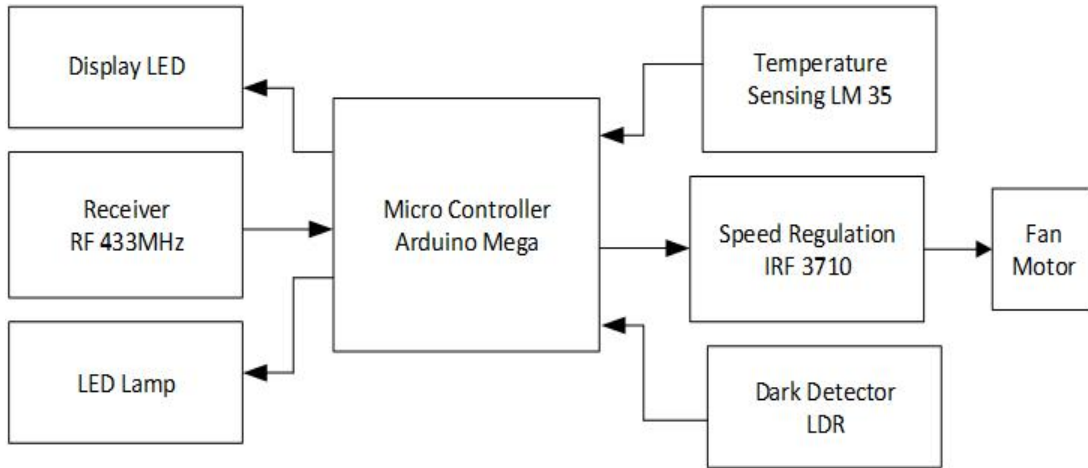 Display LED
Receiver
RF 433MHz
LED Lamp
Micro Controller
Arduino Mega
Temperature
Sensing LM 35
Speed Regulation
IRF 3710
Fan
Motor
Dark Detector
LDR